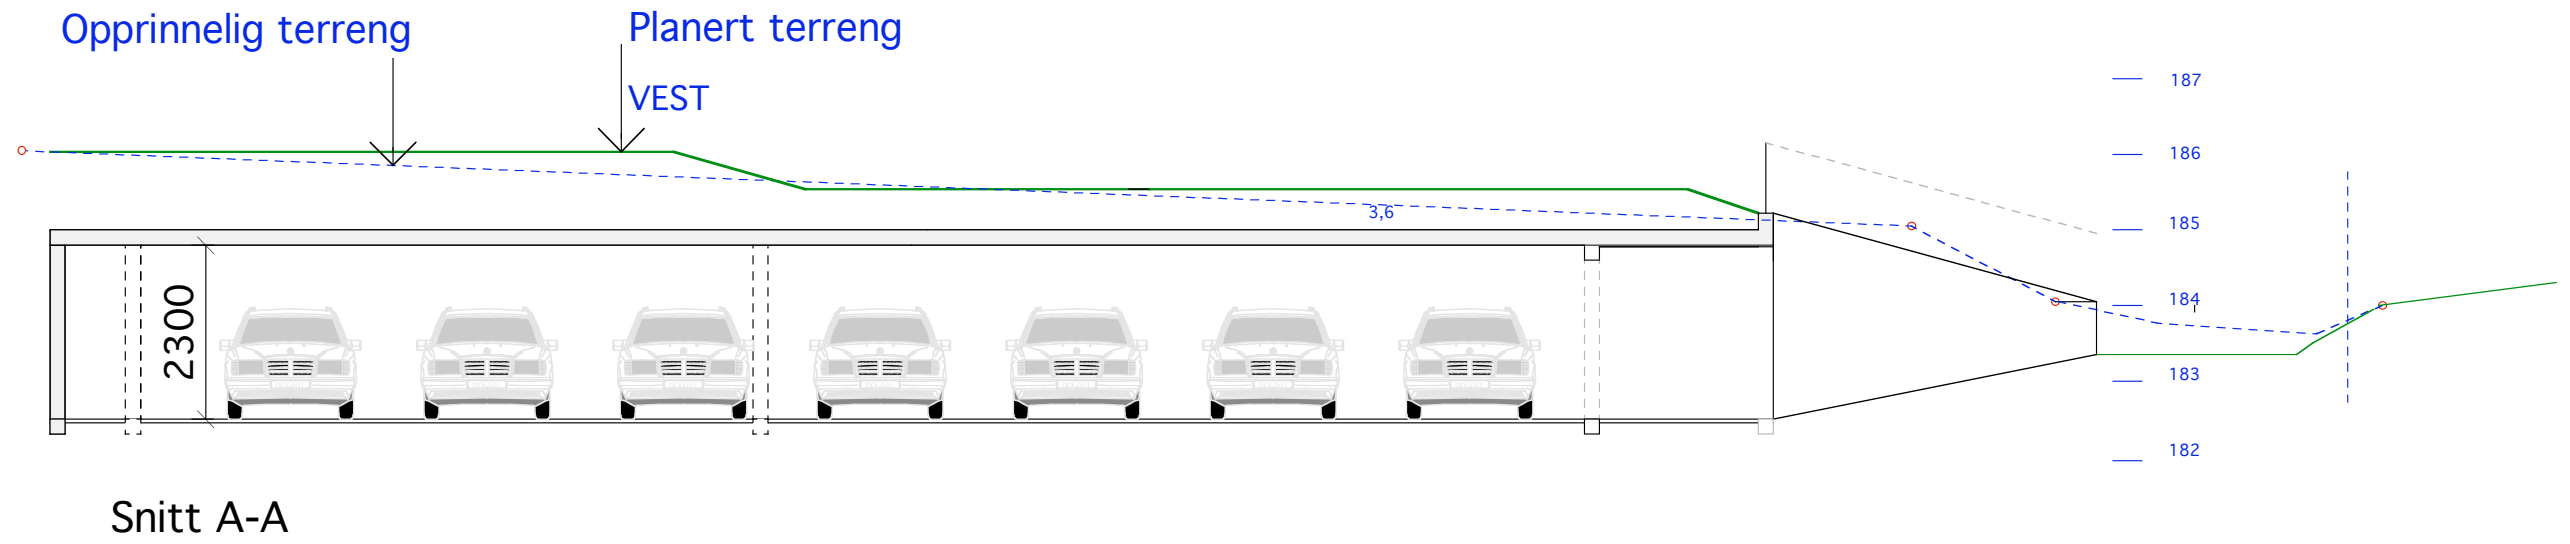 Opprinnelig terreng
Planert terreng
VEST
187
186
3,6
185
184
183
182
2300
Snitt A-A